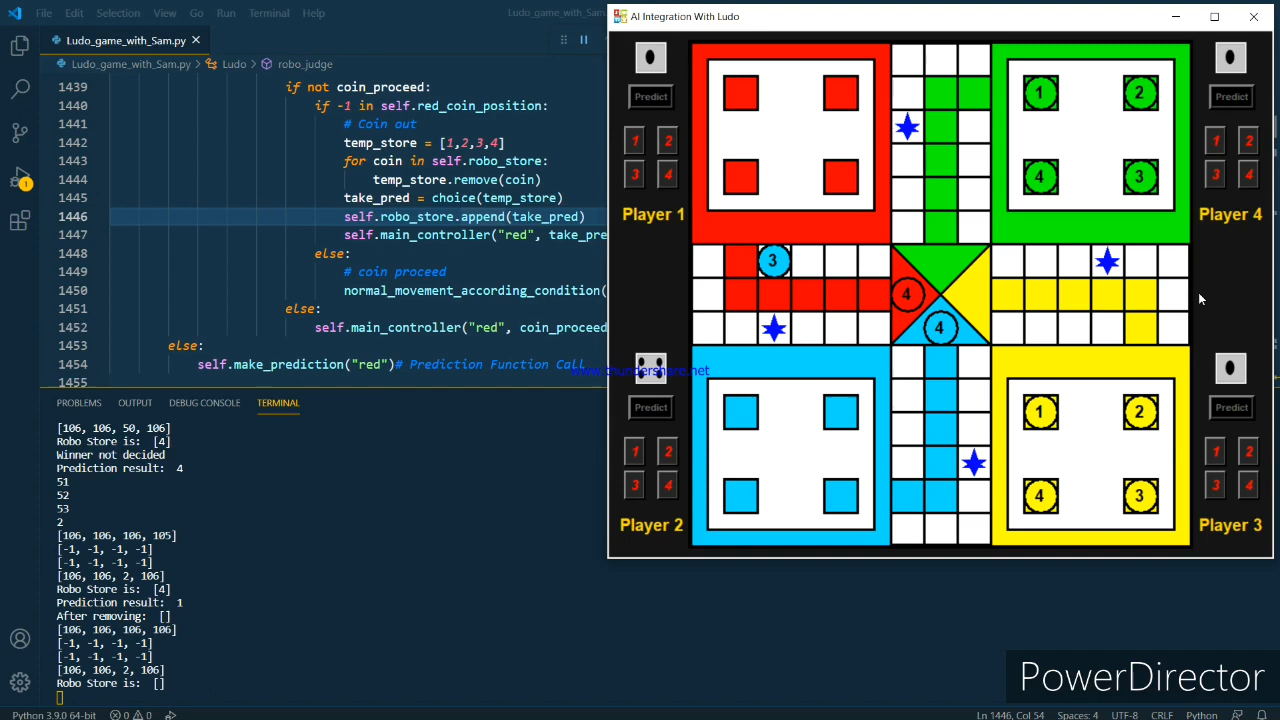 File Edit Selection View Go Run Terminal Help
Ludo_game_with_Sam.py
Ludo_game_with_Sam.py > Ludo > robo_judge
1439 if not coin_proceed:
1440 if -1 in self.red_coin_position:
1441 # Coin out
1442 temp_store = [1,2,3,4]
1443 for coin in self.robo_store:
1444 temp_store.remove(coin)
1445 take_pred = choice(temp_store)
1446 self.robo_store.append(take_pred)
1447 self.main_controller("red", take_pre
1448 else:
1449 # coin proceed
1450 normal_movement_according_condition(
1451 else:
1452 self.main_controller("red", coin_proceed
1453 else:
1454 self.make_prediction("red")# Prediction Function Call
1455
PROBLEMS OUTPUT DEBUG CONSOLE TERMINAL
[106, 106, 50, 106]
Robo Store is: [4]
Winner not decided
Prediction result: 4
51
52
53
2
[106, 106, 106, 105]
[-1, -1, -1, -1]
[-1, -1, -1, -1]
[106, 106, 2, 106]
Robo Store is: [4]
Prediction result: 1
After removing: []
[106, 106, 106, 106]
[-1, -1, -1, -1]
[-1, -1, -1, -1]
[106, 106, 2, 106]
Robo Store is: []
Python 3.9.0 64-bit 0 0
Ln 1446, Col 54 Spaces: 4 UTF-8 CRLF Python
Ludo_game_with_Sam
AI Integration With Ludo
Predict
1 2
3 4
Player 1
Predict
1 2
3 4
Player 4
1 2
4 3
3
4
4
www.thundershare.net
Predict
1 2
3 4
Player 2
Predict
1 2
3 4
Player 3
1 2
4 3
PowerDirector